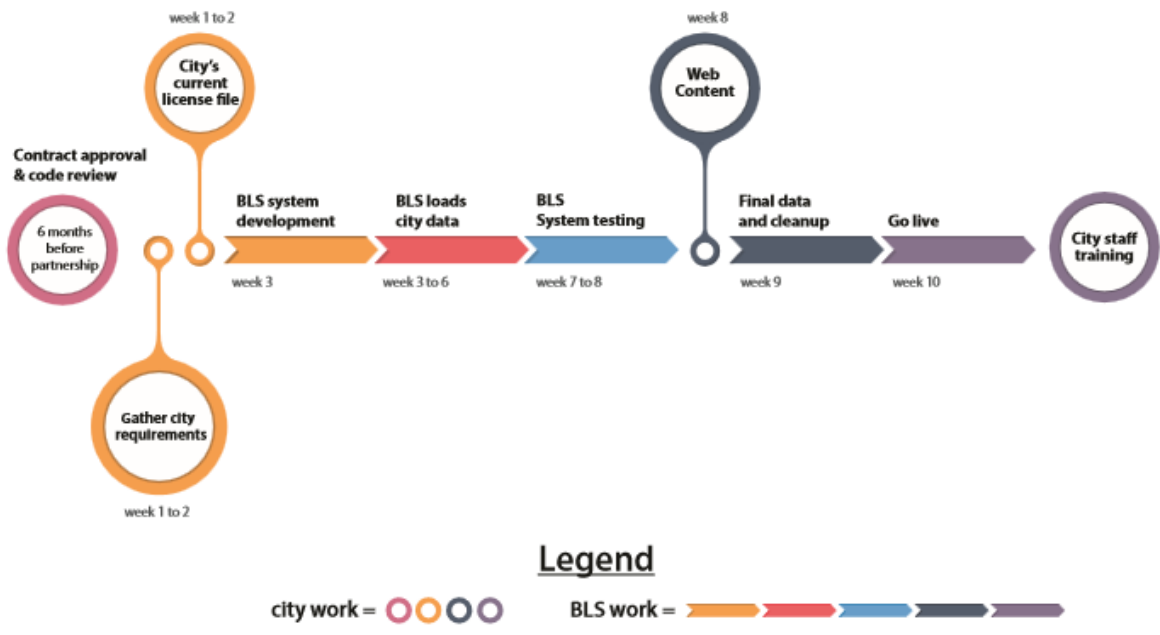 week 1 to 2
City's
current
license file
week 8
Web
Content
Contract approval
& code review
6 months
before
partnership
BLS system
development
week 3
BLS loads
city data
week 3 to 6
BLS
System testing
week 7 to 8
Final data
and cleanup
week 9
Go live
week 10
City staff
training
Gather city
requirements
week 1 to 2
Legend
city work =
BLS work =